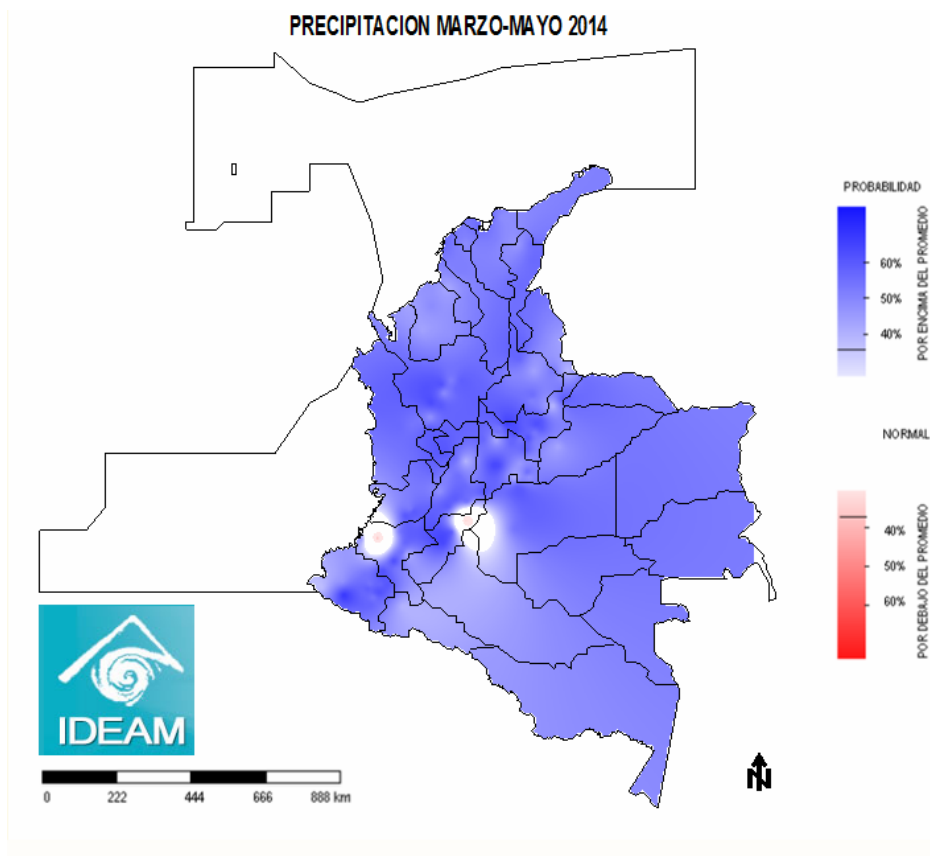 PRECIPITACION MARZO-MAYO 2014
PROBABILIDAD
60%
50%
40%
POR ENCIMA DEL PROMEDIO
NORMAL
40%
50%
60%
POR DEBAJO DEL PROMEDIO
IDEAM
0 222 444 666 888 km
N